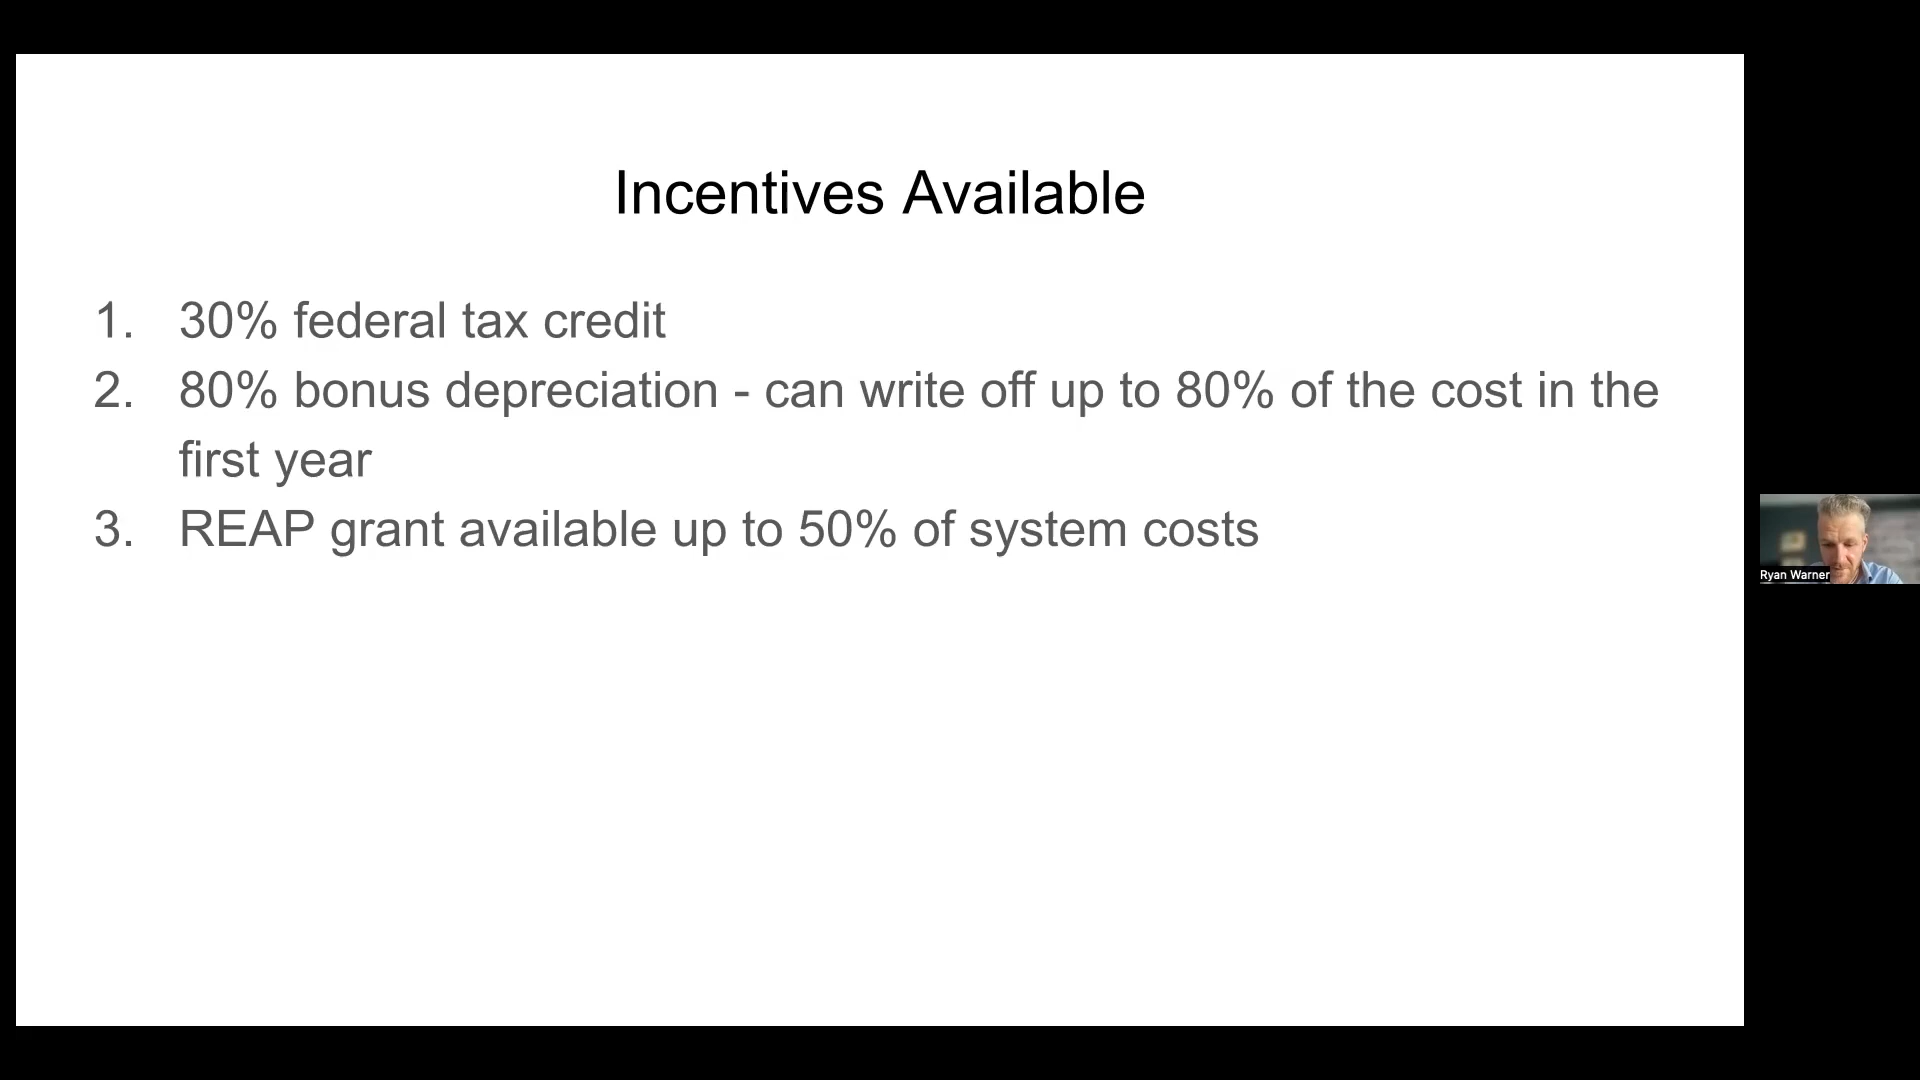 Incentives Available
1. 30% federal tax credit
2. 80% bonus depreciation - can write off up to 80% of the cost in the
first year
3. REAP grant available up to 50% of system costs
Ryan Warner